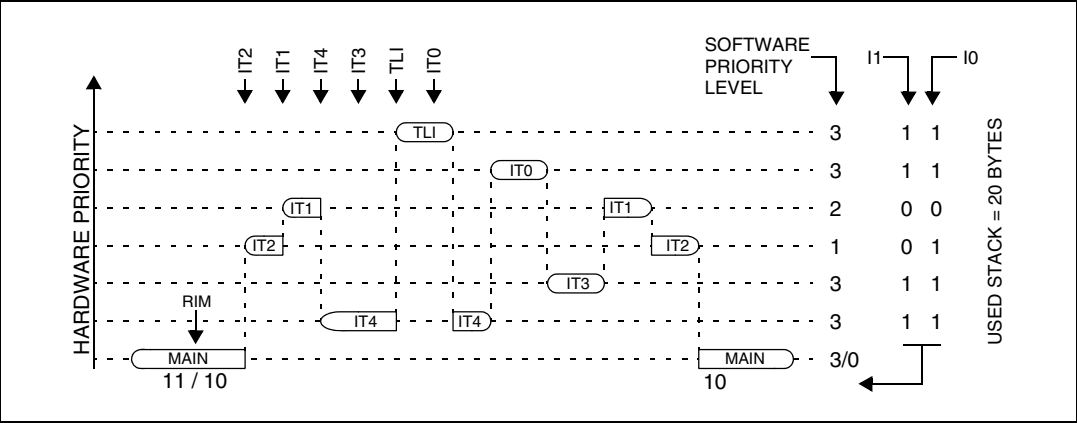 IT2
IT1
IT4
IT3
TLI
IT0
SOFTWARE
PRIORITY
LEVEL
I1
I0
HARDWARE PRIORITY
USED STACK = 20 BYTES
TLI
3
1 1
IT0
3
1 1
IT1
IT1
2
0 0
IT2
IT2
1
0 1
IT3
3
1 1
RIM
IT4
IT4
3
1 1
MAIN
MAIN
3/0
11 / 10
10